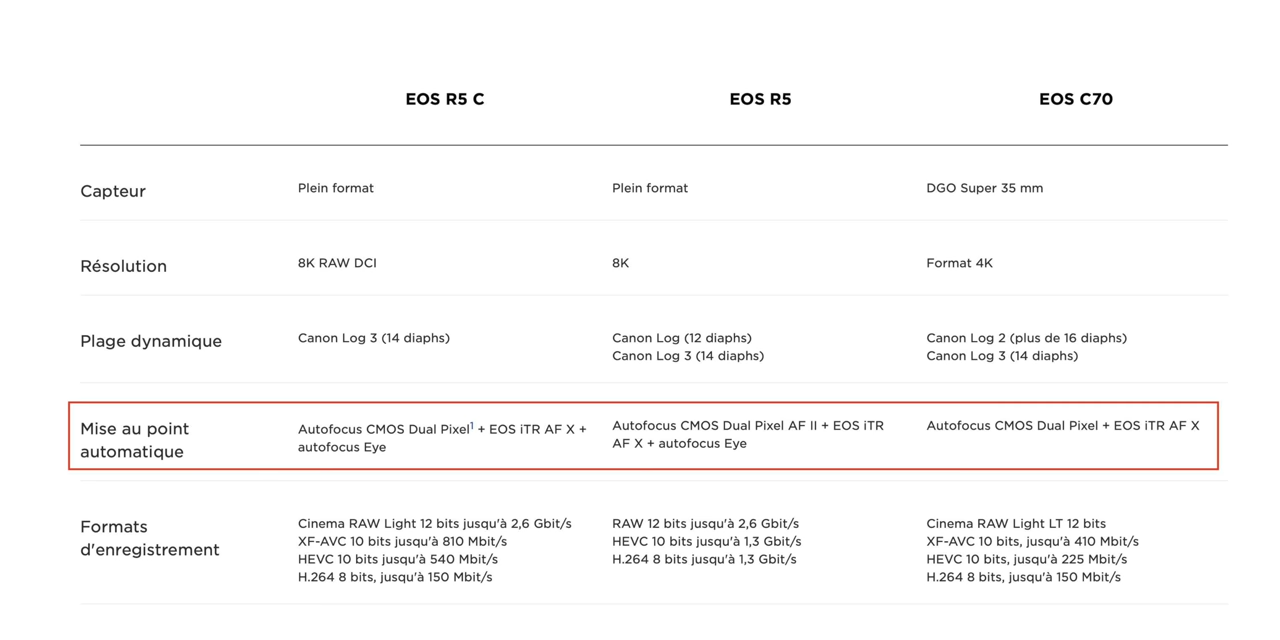 EOS R5 C EOS R5 EOS C70
Capteur Plein format Plein format DGO Super 35 mm
Résolution 8K RAW DCI 8K Format 4K
Plage dynamique Canon Log 3 (14 diaphs) Canon Log (12 diaphs) Canon Log 2 (plus de 16 diaphs)
Canon Log 3 (14 diaphs) Canon Log 3 (14 diaphs)
Mise au point Autofocus CMOS Dual Pixel¹ + EOS iTR AF X + Autofocus CMOS Dual Pixel AF II + EOS iTR Autofocus CMOS Dual Pixel + EOS iTR AF X
automatique autofocus Eye AF X + autofocus Eye
Formats Cinema RAW Light 12 bits jusqu'à 2,6 Gbit/s RAW 12 bits jusqu'à 2,6 Gbit/s Cinema RAW Light LT 12 bits
d'enregistrement XF-AVC 10 bits jusqu'à 810 Mbit/s HEVC 10 bits jusqu'à 1,3 Gbit/s XF-AVC 10 bits, jusqu'à 410 Mbit/s
HEVC 10 bits jusqu'à 540 Mbit/s H.264 8 bits jusqu'à 1,3 Gbit/s HEVC 10 bits, jusqu'à 225 Mbit/s
H.264 8 bits, jusqu'à 150 Mbit/s H.264 8 bits, jusqu'à 150 Mbit/s